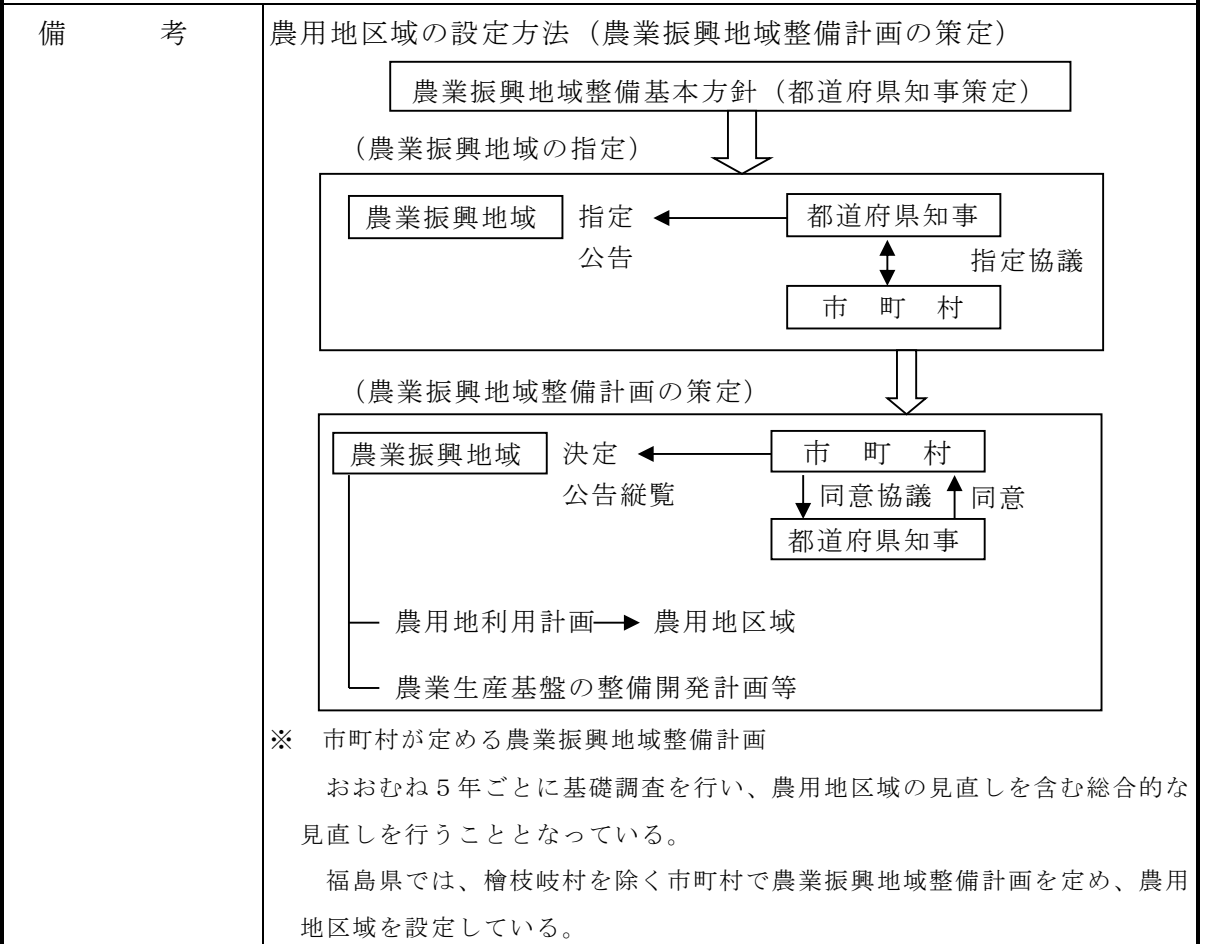 備　考
農用地区域の設定方法（農業振興地域整備計画の策定）
農業振興地域整備基本方針（都道府県知事策定）
（農業振興地域の指定）
農業振興地域　指定　都道府県知事
公告　指定協議
市　町　村
（農業振興地域整備計画の策定）
農業振興地域　決定　市　町　村
公告縦覧　同意協議　同意
都道府県知事
農用地利用計画　農用地区域
農業生産基盤の整備開発計画等
※　市町村が定める農業振興地域整備計画
おおむね５年ごとに基礎調査を行い、農用地区域の見直しを含む総合的な
見直しを行うこととなっている。
福島県では、檜枝岐村を除く市町村で農業振興地域整備計画を定め、農用
地区域を設定している。